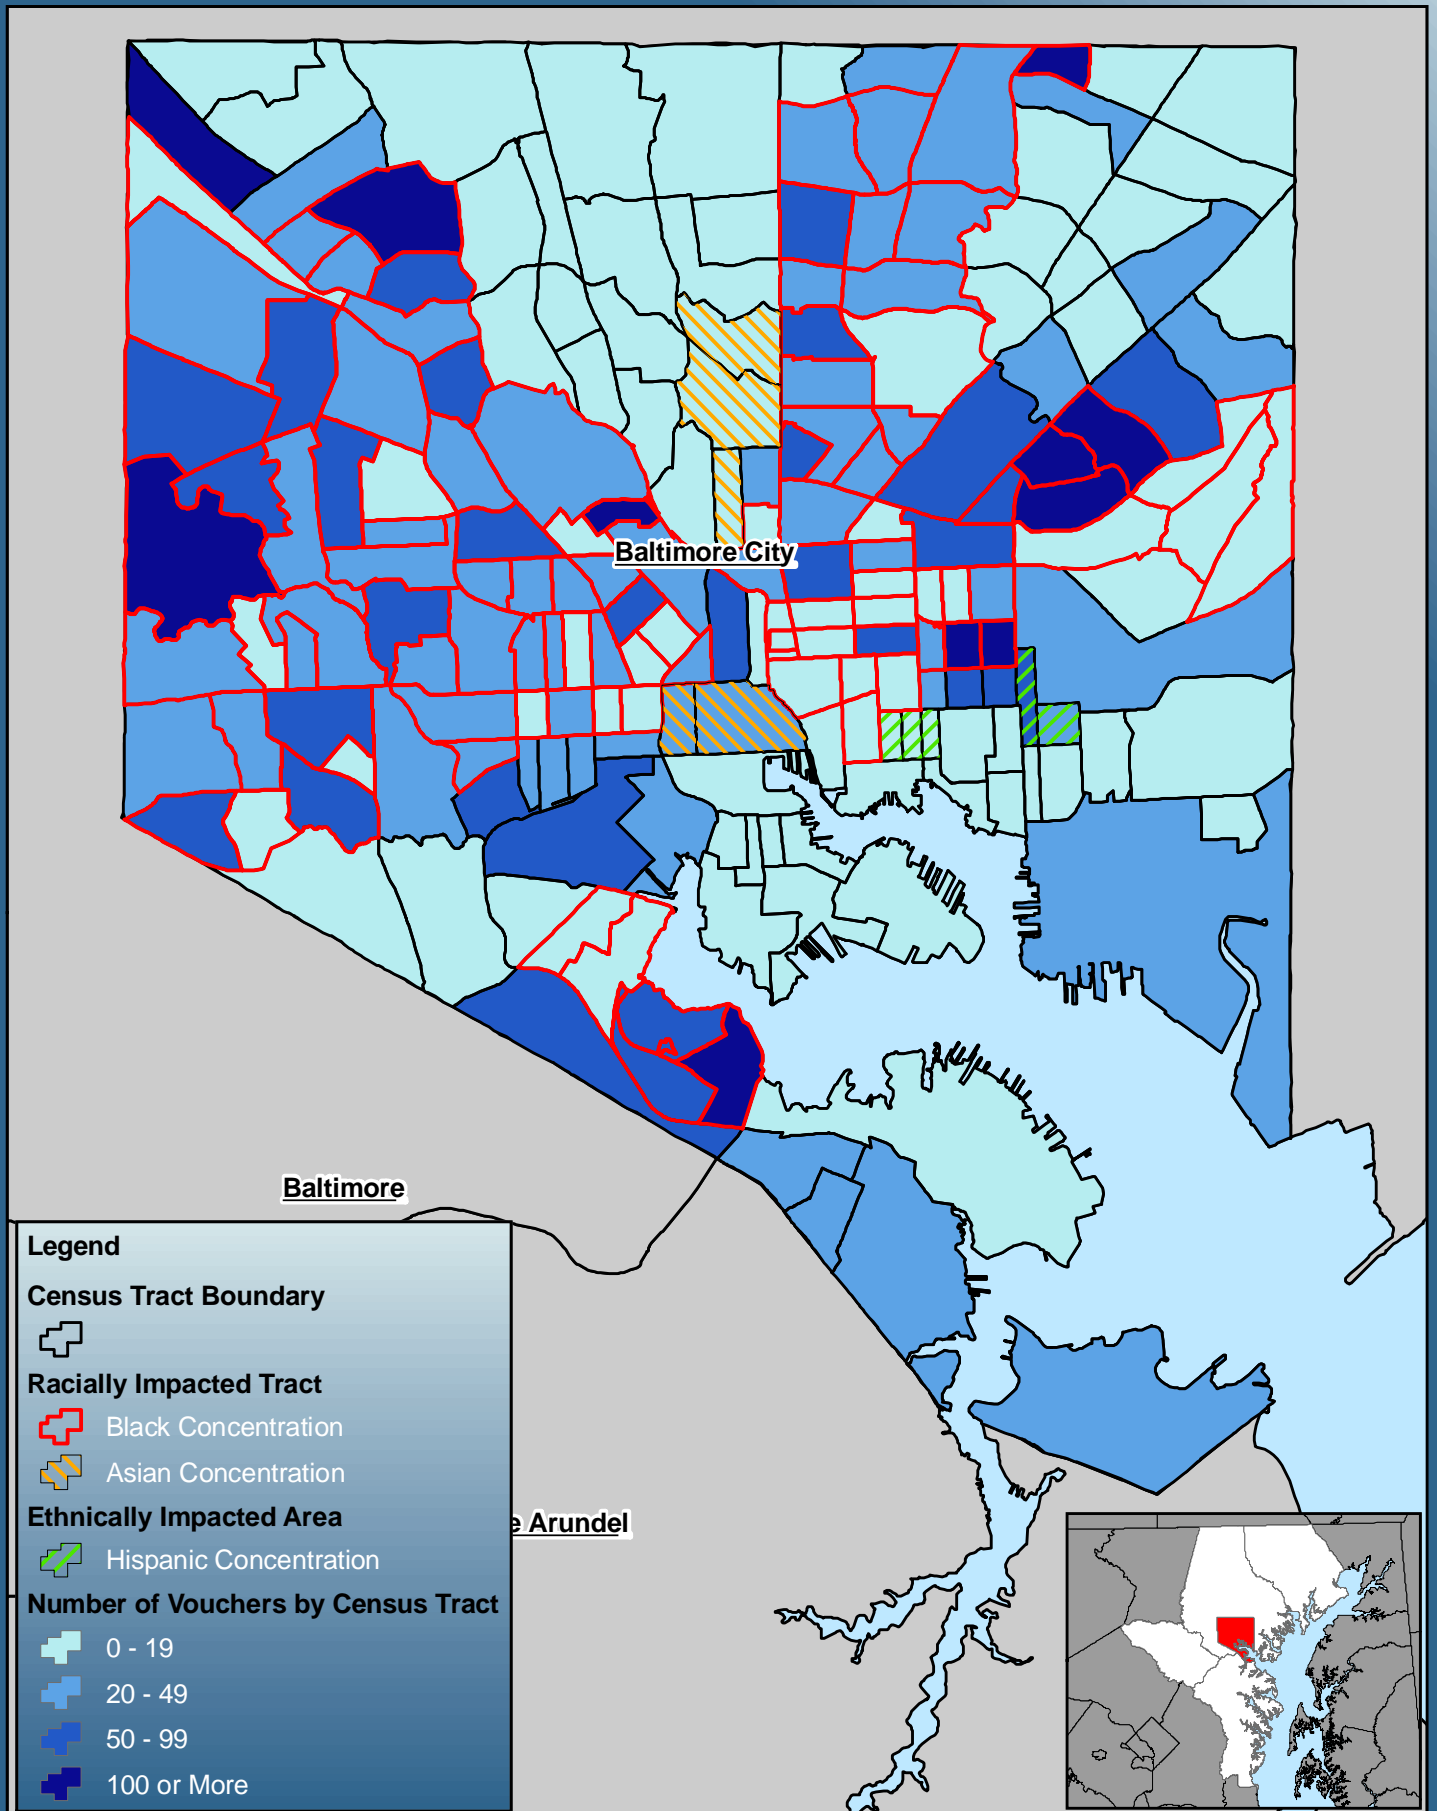 Baltimore City
Baltimore
e Arundel
Legend
Census Tract Boundary
Racially Impacted Tract
Black Concentration
Asian Concentration
Ethnically Impacted Area
Hispanic Concentration
Number of Vouchers by Census Tract
0 - 19
20 - 49
50 - 99
100 or More